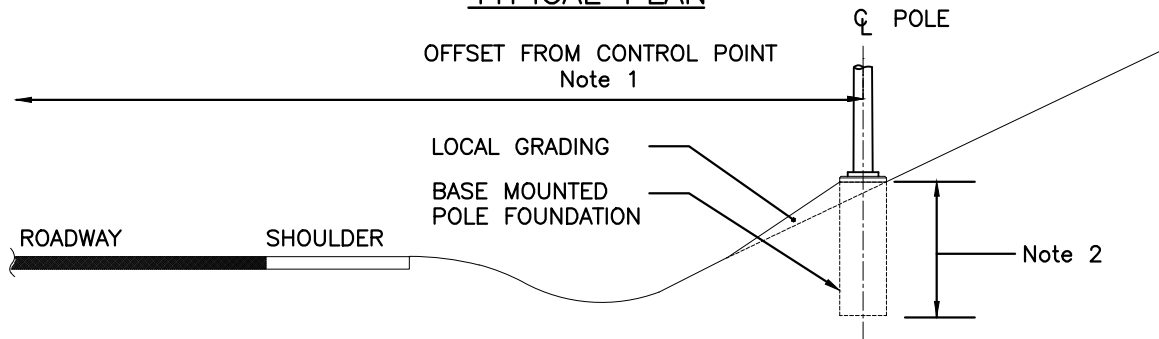 TYPICAL PLAN
℄ POLE
OFFSET FROM CONTROL POINT
Note 1
LOCAL GRADING
BASE MOUNTED
POLE FOUNDATION
ROADWAY
SHOULDER
Note 2